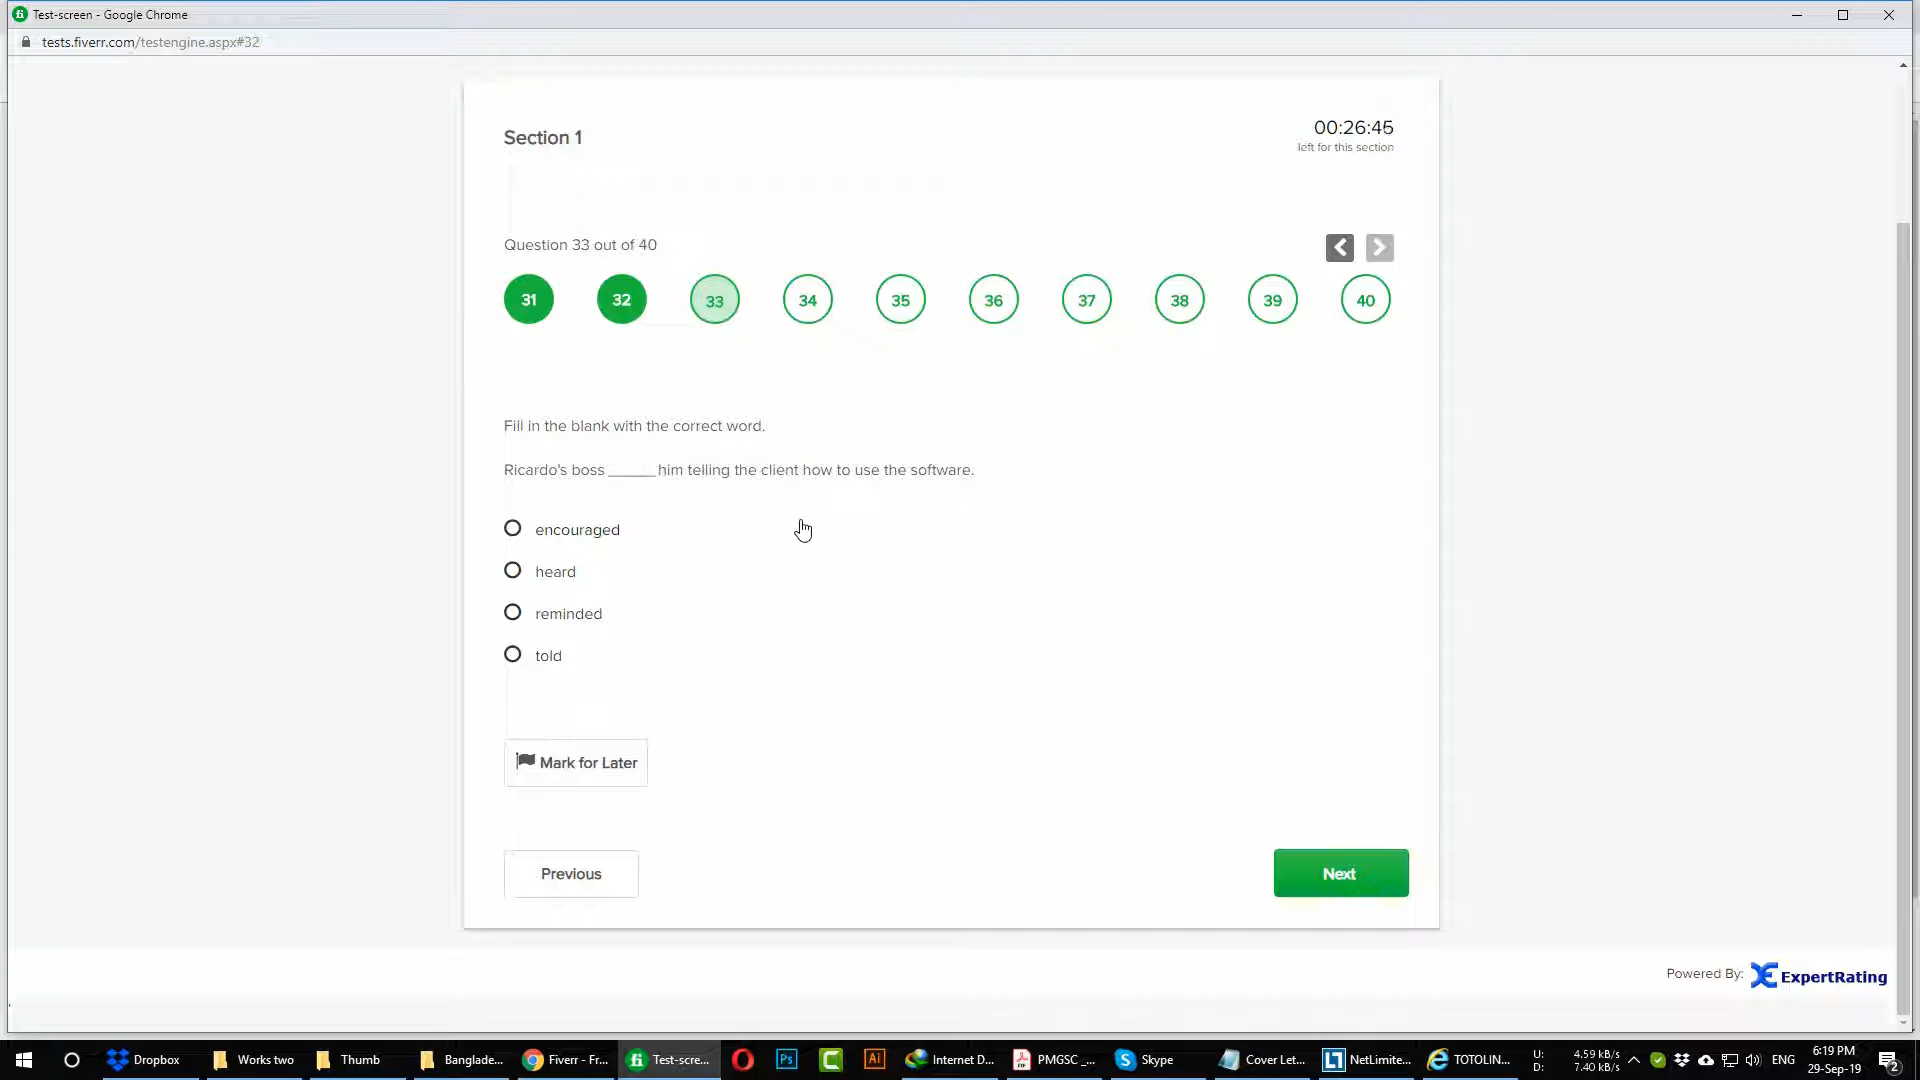 Test-screen - Google Chrome
tests.fiverr.com/testengine.aspx#32
Section 1
00:26:45
left for this section
Question 33 out of 40
31 32 33 34 35 36 37 38 39 40
Fill in the blank with the correct word.
Ricardo's boss ______ him telling the client how to use the software.
encouraged
heard
reminded
told
Mark for Later
Previous
Next
Powered By: ExpertRating
Dropbox
Works two
Thumb
Banglade...
Fiverr - Fr...
Test-scre...
Internet D...
PMGSC _...
Skype
Cover Let...
NetLimite...
TOTOLIN...
U: 4.59 kB/s
D: 7.40 kB/s
ENG
6:19 PM
29-Sep-19
2